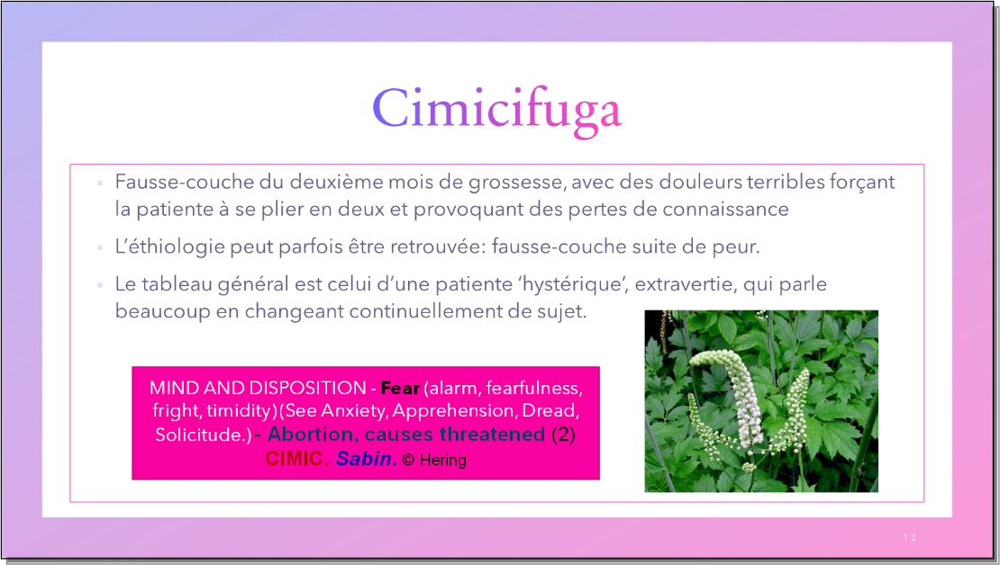 Cimicifuga
Fausse-couche du deuxième mois de grossesse, avec des douleurs terribles forçant
la patiente à se plier en deux et provoquant des pertes de connaissance
L’éthiologie peut parfois être retrouvée: fausse-couche suite de peur.
Le tableau général est celui d’une patiente ‘hystérique’, extravertie, qui parle
beaucoup en changeant continuellement de sujet.
MIND AND DISPOSITION - Fear (alarm, fearfulness,
fright, timidity)(See Anxiety, Apprehension, Dread,
Solicitude.) - Abortion, causes threatened (2)
CIMIC. Sabin. © Hering
13